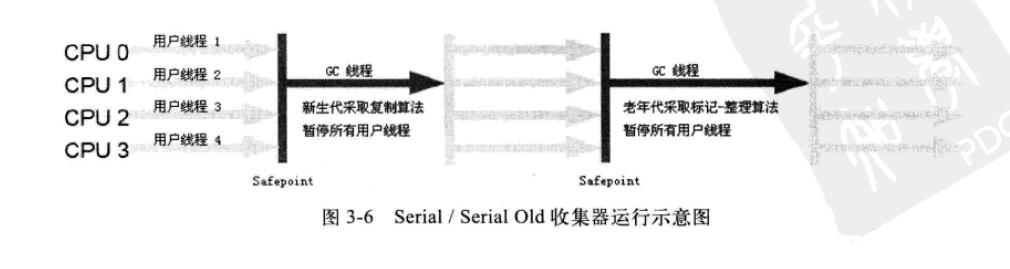 CPU 0 用户线程 1
CPU 1 用户线程 2
CPU 2 用户线程 3
CPU 3 用户线程 4
GC 线程
新生代采取复制算法
暂停所有用户线程
Safepoint
GC 线程
老年代采取标记-整理算法
暂停所有用户线程
Safepoint
图 3-6 Serial / Serial Old 收集器运行示意图
PDG